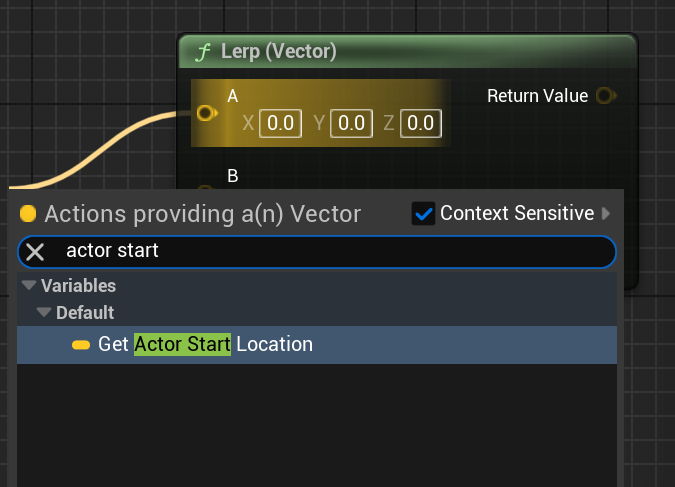 f Lerp (Vector)
A
Return Value
X 0.0 Y 0.0 Z 0.0
B
Actions providing a(n) Vector
Context Sensitive
actor start
Variables
Default
Get Actor Start Location